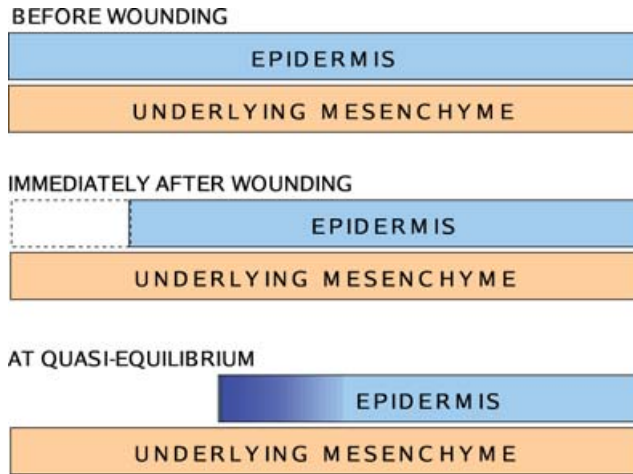 BEFORE WOUNDING
EPIDERMIS
UNDERLYING MESENCHYME
IMMEDIATELY AFTER WOUNDING
EPIDERMIS
UNDERLYING MESENCHYME
AT QUASI-EQUILIBRIUM
EPIDERMIS
UNDERLYING MESENCHYME